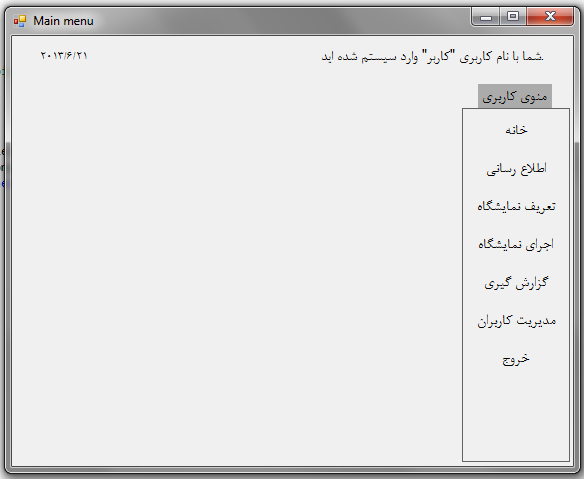 Main menu
.شما با نام کاربری "کاربر" وارد سیستم شده اید
۲۰۱۳/۶/۲۱
منوی کاربری
خانه
اطلاع رسانی
تعریف نمایشگاه
اجرای نمایشگاه
گزارش گیری
مدیریت کاربران
خروج